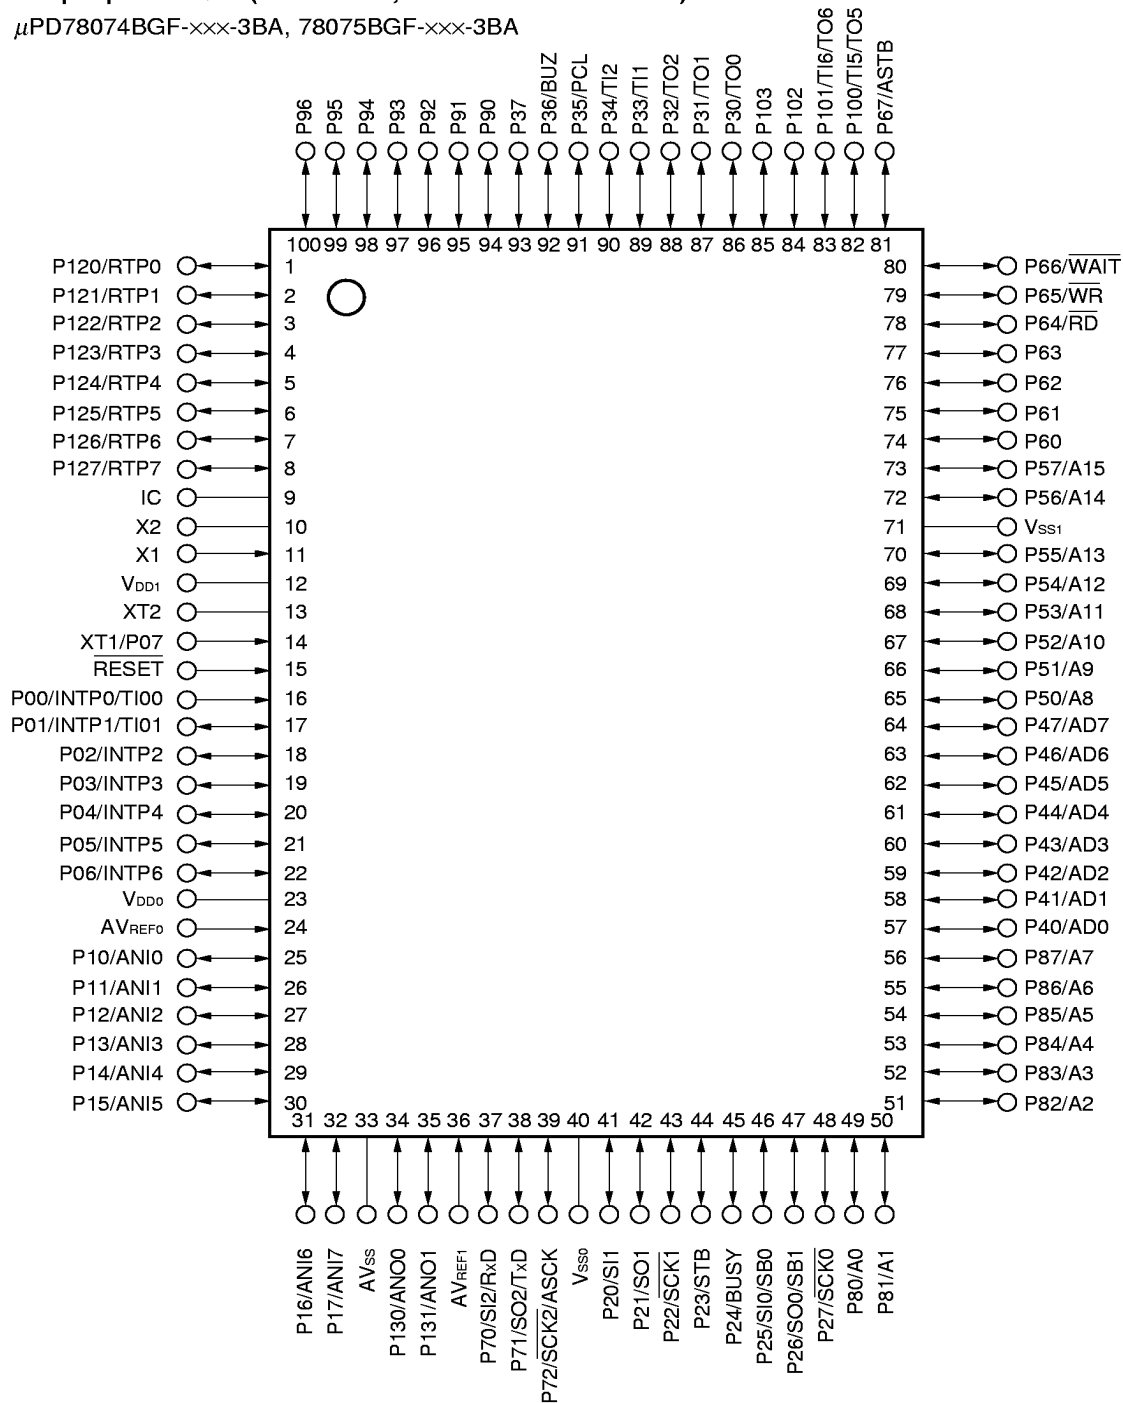 μPD78074BGF-×××-3BA, 78075BGF-×××-3BA
P96
P95
P94
P93
P92
P91
P90
P37
P36/BUZ
P35/PCL
P34/TI2
P33/TI1
P32/TO2
P31/TO1
P30/TO0
P103
P102
P101/TI6/TO6
P100/TI5/TO5
P67/ASTB
100 99 98 97 96 95 94 93 92 91 90 89 88 87 86 85 84 83 82 81
P120/RTP0 1 80 P66/WAIT
P121/RTP1 2 79 P65/WR
P122/RTP2 3 78 P64/RD
P123/RTP3 4 77 P63
P124/RTP4 5 76 P62
P125/RTP5 6 75 P61
P126/RTP6 7 74 P60
P127/RTP7 8 73 P57/A15
IC 9 72 P56/A14
X2 10 71 VSS1
X1 11 70 P55/A13
VDD1 12 69 P54/A12
XT2 13 68 P53/A11
XT1/P07 14 67 P52/A10
RESET 15 66 P51/A9
P00/INTP0/TI00 16 65 P50/A8
P01/INTP1/TI01 17 64 P47/AD7
P02/INTP2 18 63 P46/AD6
P03/INTP3 19 62 P45/AD5
P04/INTP4 20 61 P44/AD4
P05/INTP5 21 60 P43/AD3
P06/INTP6 22 59 P42/AD2
VDD0 23 58 P41/AD1
AVREF0 24 57 P40/AD0
P10/ANI0 25 56 P87/A7
P11/ANI1 26 55 P86/A6
P12/ANI2 27 54 P85/A5
P13/ANI3 28 53 P84/A4
P14/ANI4 29 52 P83/A3
P15/ANI5 30 51 P82/A2
31 32 33 34 35 36 37 38 39 40 41 42 43 44 45 46 47 48 49 50
P16/ANI6
P17/ANI7
AVSS
P130/ANO0
P131/ANO1
AVREF1
P70/SI2/RxD
P71/SO2/TxD
P72/SCK2/ASCK
VSS0
P20/SI1
P21/SO1
P22/SCK1
P23/STB
P24/BUSY
P25/SI0/SB0
P26/SO0/SB1
P27/SCK0
P80/A0
P81/A1